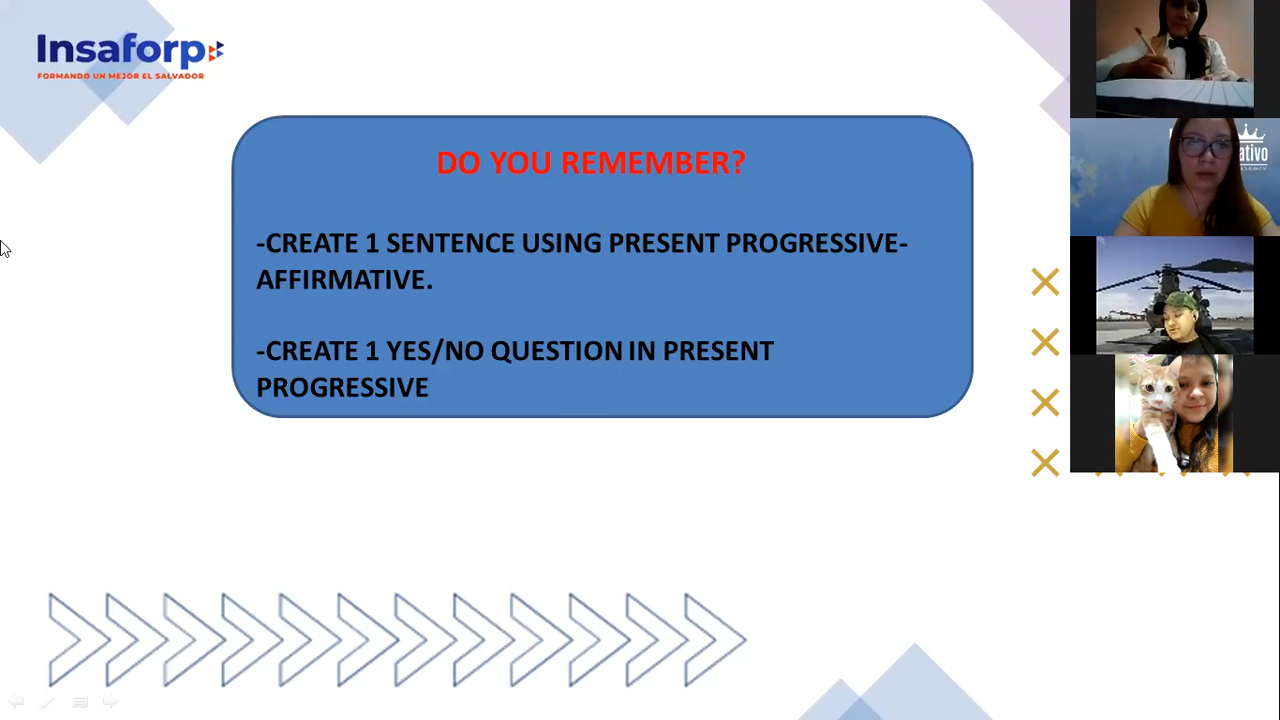 Insaforp
FORMANDO UN MEJOR EL SALVADOR
DO YOU REMEMBER?
-CREATE 1 SENTENCE USING PRESENT PROGRESSIVE-
AFFIRMATIVE.
-CREATE 1 YES/NO QUESTION IN PRESENT
PROGRESSIVE